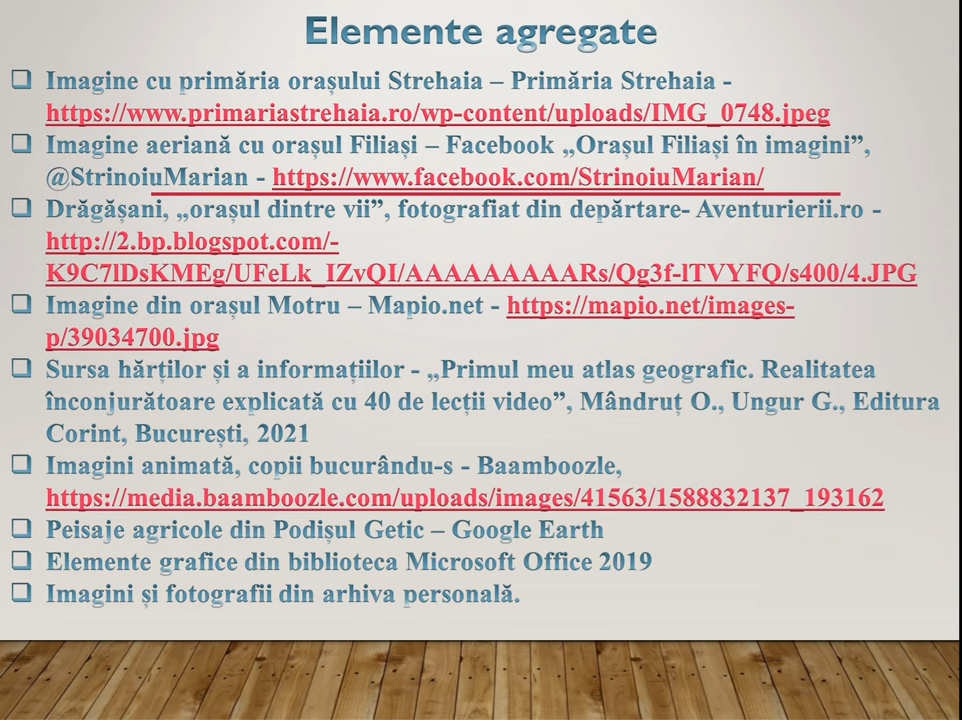 Elemente agregate
❑ Imagine cu primăria orașului Strehaia – Primăria Strehaia -
https://www.primariastrehaia.ro/wp-content/uploads/IMG_0748.jpeg
❑ Imagine aeriană cu orașul Filiași – Facebook „Orașul Filiași în imagini”,
@StrinoiuMarian - https://www.facebook.com/StrinoiuMarian/
❑ Drăgășani, „orașul dintre vii”, fotografiat din depărtare- Aventurierii.ro -
http://2.bp.blogspot.com/-
K9C7lDsKMEg/UFeLk_IZvQI/AAAAAAAAARs/Qg3f-lTVYFQ/s400/4.JPG
❑ Imagine din orașul Motru – Mapio.net - https://mapio.net/images-
p/39034700.jpg
❑ Sursa hărților și a informațiilor - „Primul meu atlas geografic. Realitatea
înconjurătoare explicată cu 40 de lecții video”, Mândruț O., Ungur G., Editura
Corint, București, 2021
❑ Imagini animată, copii bucurându-s - Baamboozle,
https://media.baamboozle.com/uploads/images/41563/1588832137_193162
❑ Peisaje agricole din Podișul Getic – Google Earth
❑ Elemente grafice din biblioteca Microsoft Office 2019
❑ Imagini și fotografii din arhiva personală.